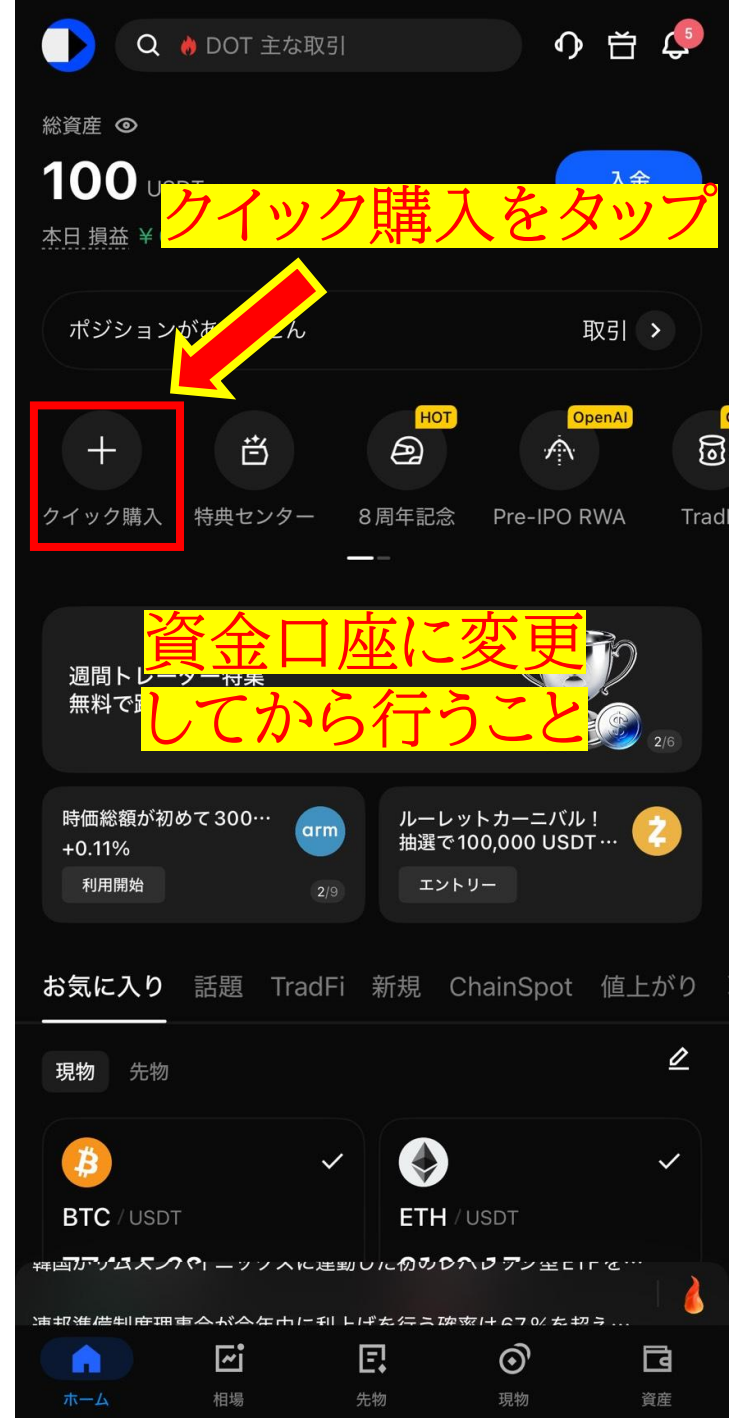 DOT 主な取引
5
総資産
100
クイック購入をタップ
本日 損益 ¥
ポジションがあ
取引
HOT
OpenAI
クイック購入
特典センター
8周年記念
Pre-IPO RWA
資金口座に変更
してから行うこと
週間トレーダー特集
無料で
2/6
時価総額が初めて300…
+0.11%
arm
利用開始
2/9
ルーレットカーニバル！
抽選で100,000 USDT…
エントリー
お気に入り
話題
TradFi
新規
ChainSpot
値上がり
現物
先物
BTC / USDT
ETH / USDT
ホーム
相場
先物
現物
資産